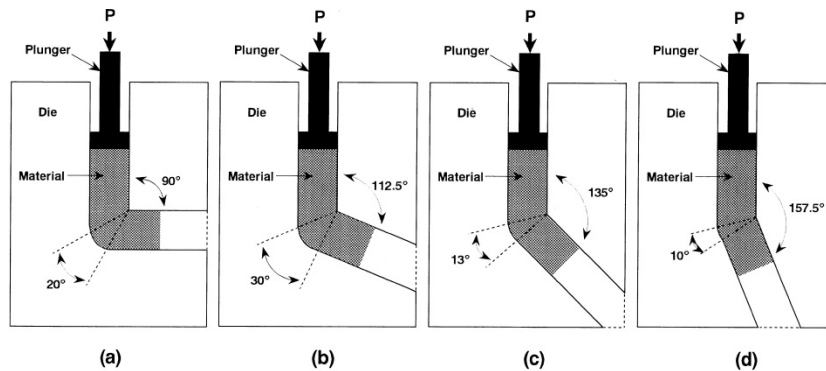 P
Plunger
Die
Material
90°
20°
(a)
P
Plunger
Die
Material
112.5°
30°
(b)
P
Plunger
Die
Material
135°
13°
(c)
P
Plunger
Die
Material
157.5°
10°
(d)